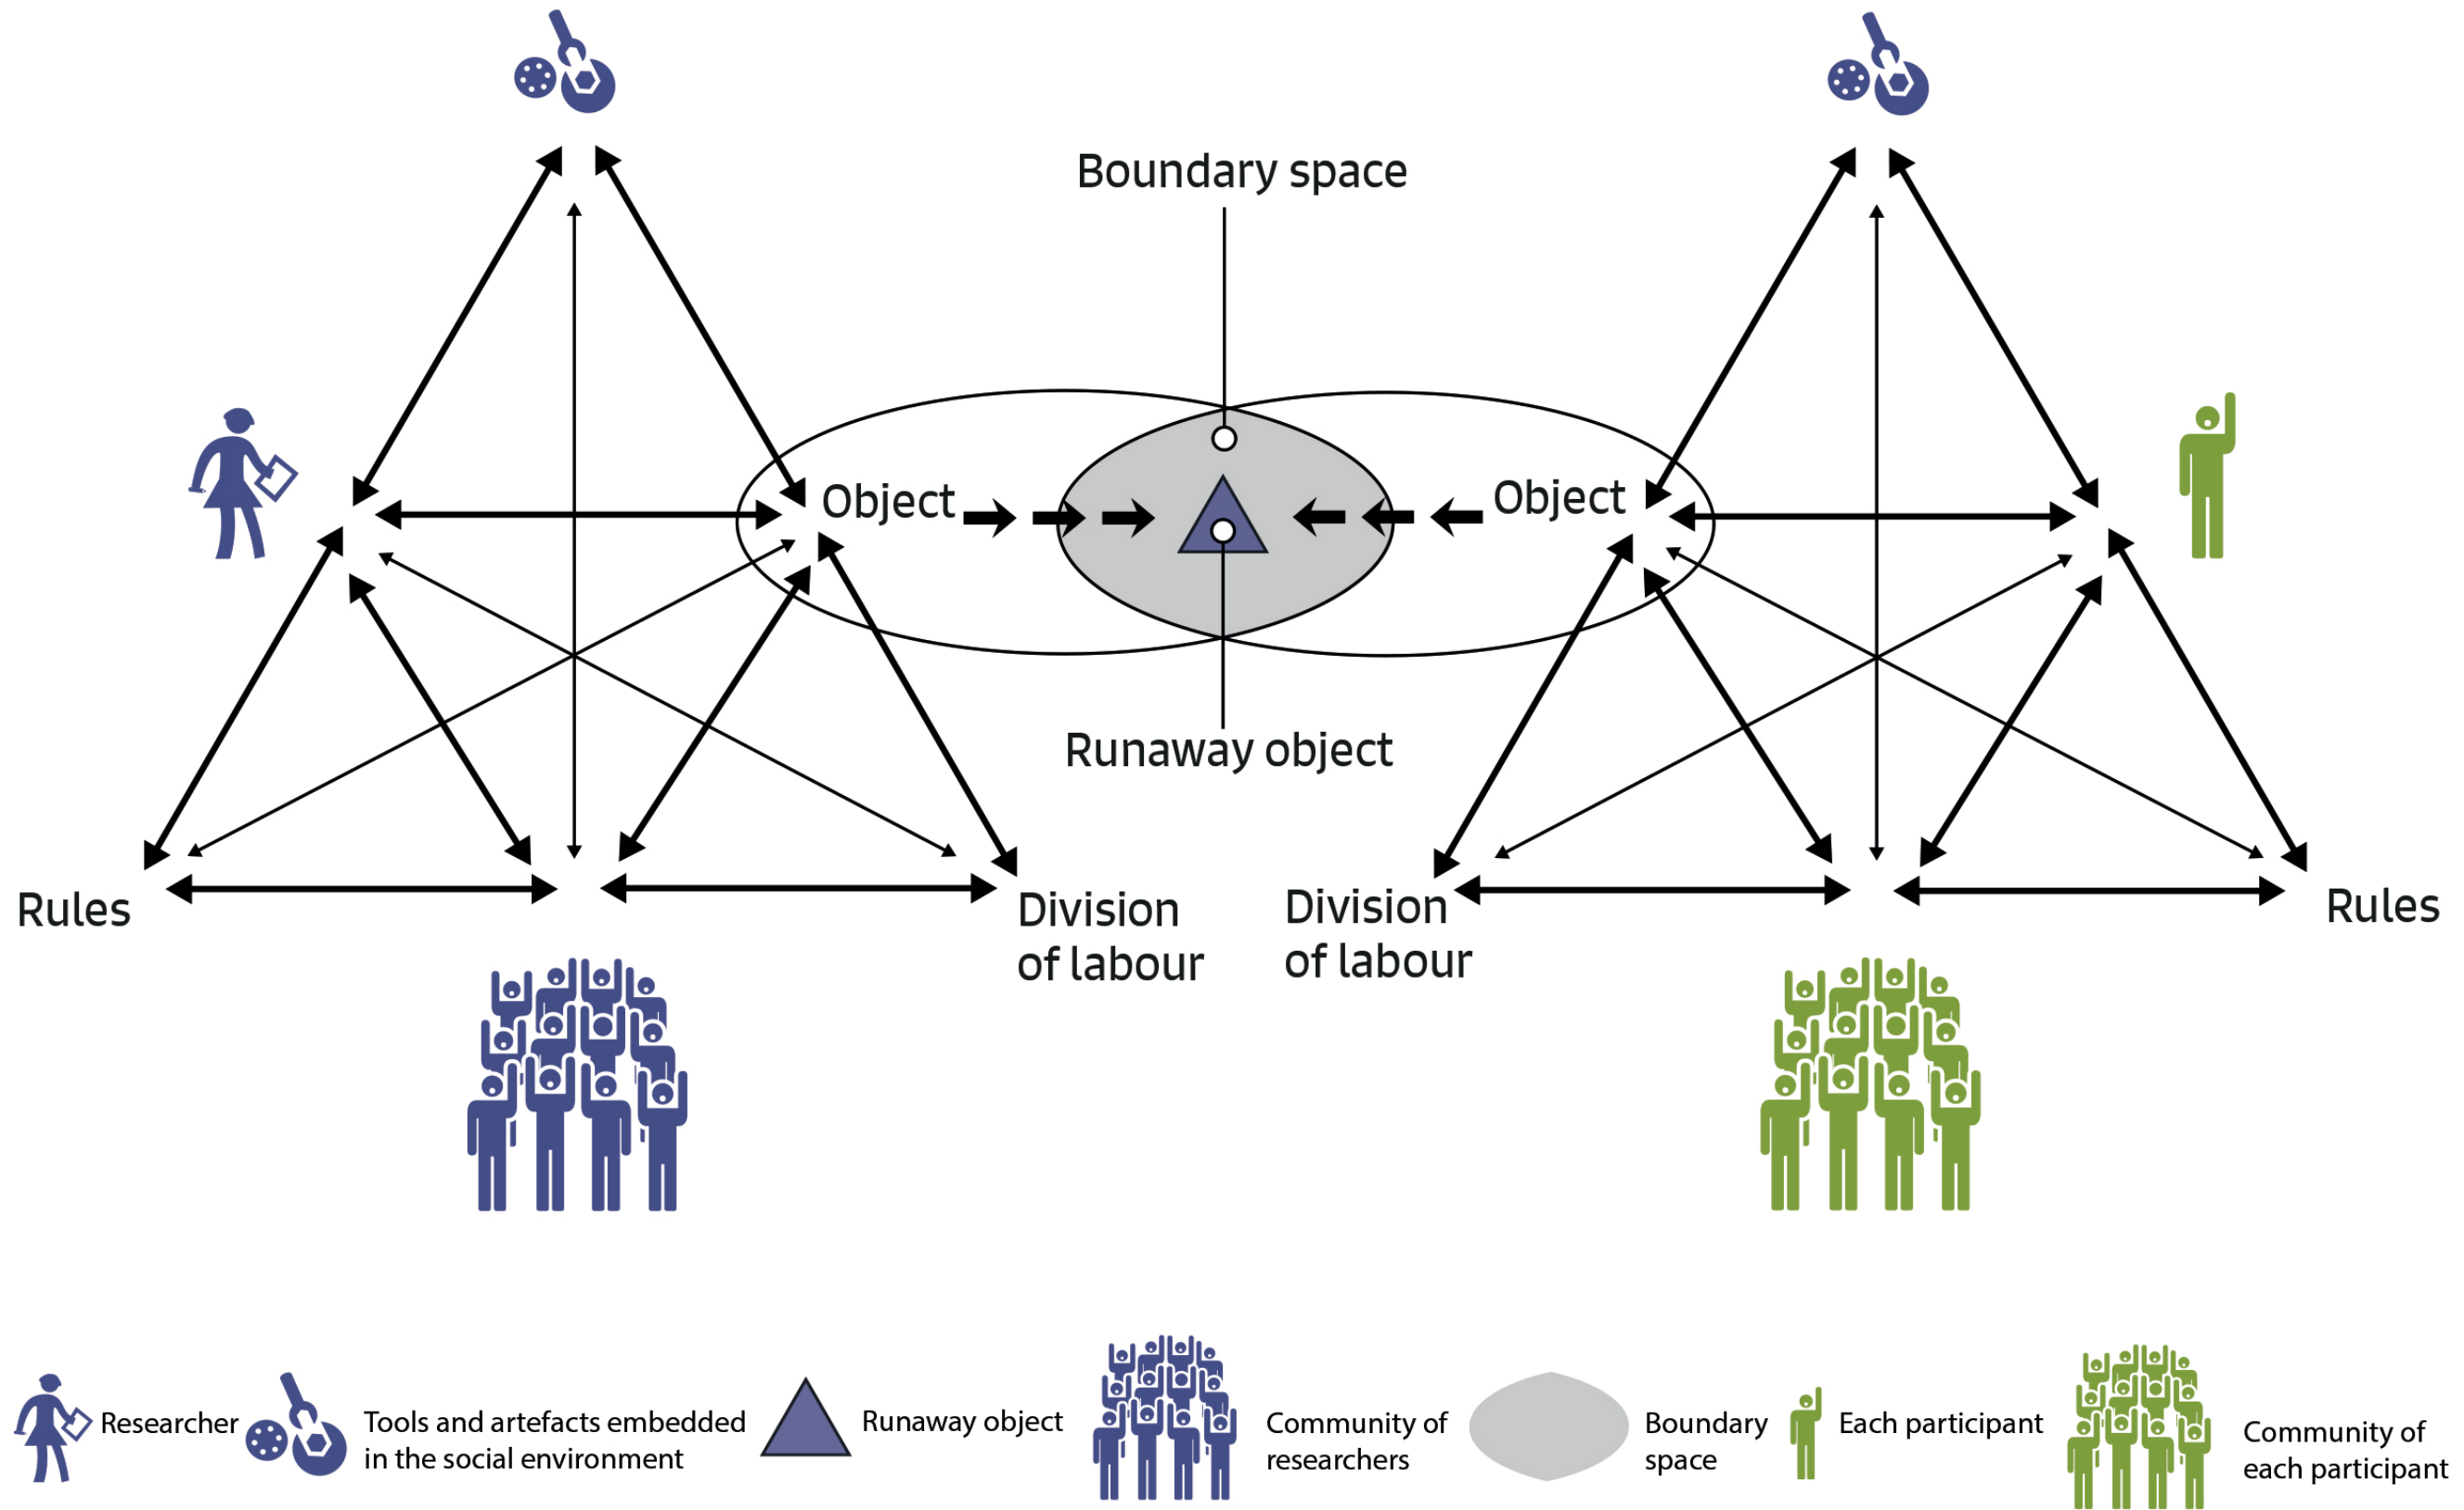 Boundary space
Object
Object
Runaway object
Rules
Division
of labour
Division
of labour
Rules
Researcher
Tools and artefacts embedded
in the social environment
Runaway object
Community of
researchers
Boundary
space
Each participant
Community of
each participant